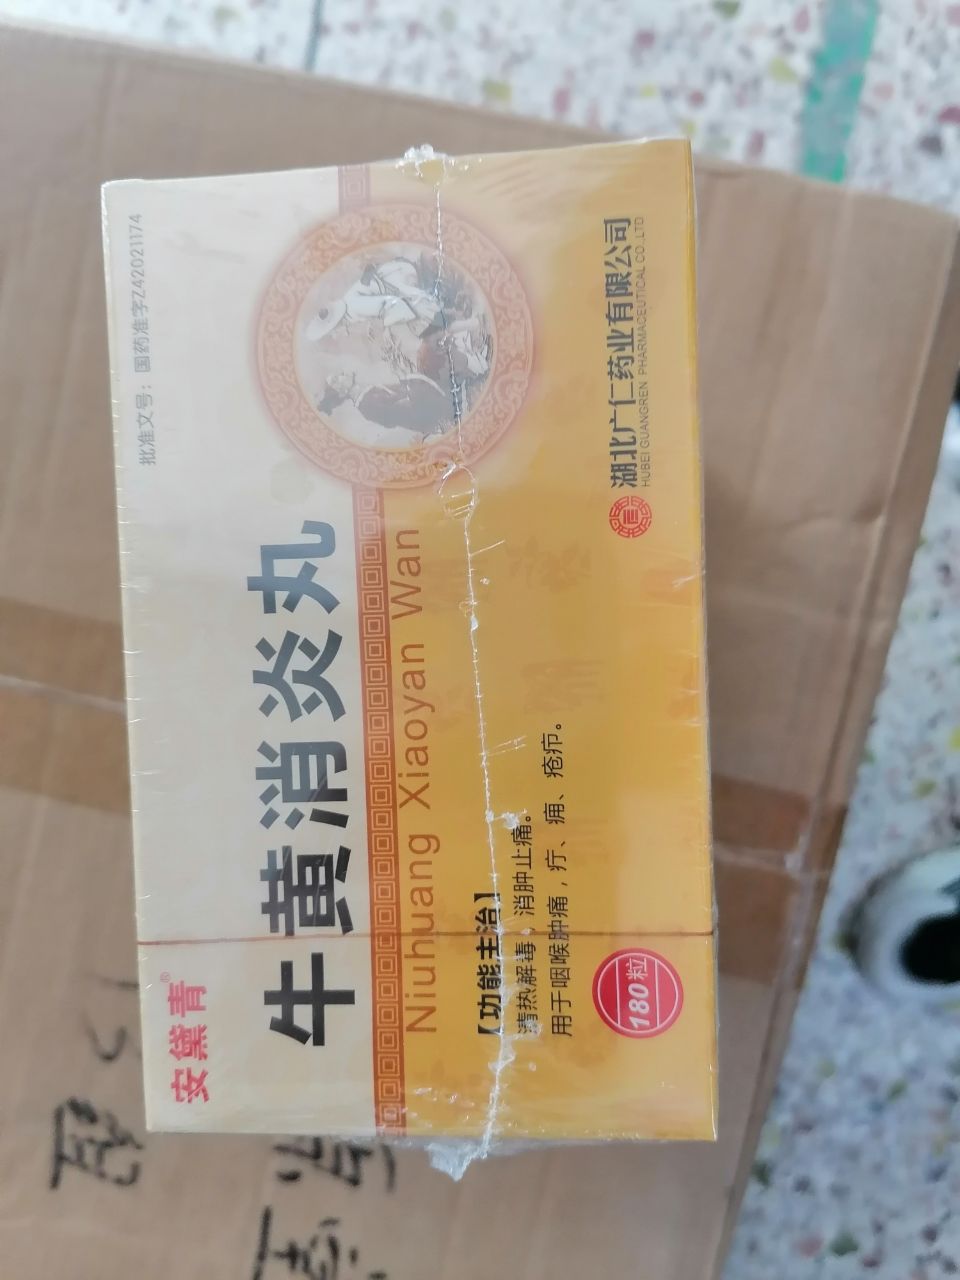 批准文号：国药准字Z42021174
安黛青®
牛黄消炎丸
Niuhuang Xiaoyan Wan
【功能主治】
清热解毒，消肿止痛。
用于咽喉肿痛，疔、痈、疮疖。
180粒
湖北广仁药业有限公司
HUBEI GUANGREN PHARMACEUTICAL CO.,LTD